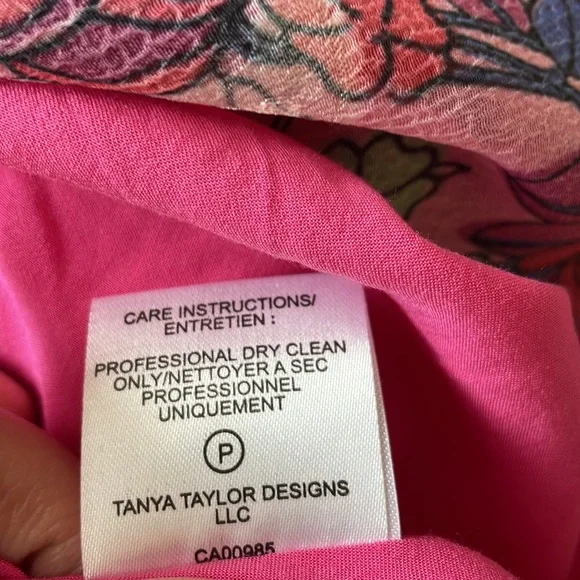 CARE INSTRUCTIONS/
ENTRETIEN :
PROFESSIONAL DRY CLEAN
ONLY/NETTOYER A SEC
PROFESSIONNEL
UNIQUEMENT
P
TANYA TAYLOR DESIGNS
LLC
CA00985